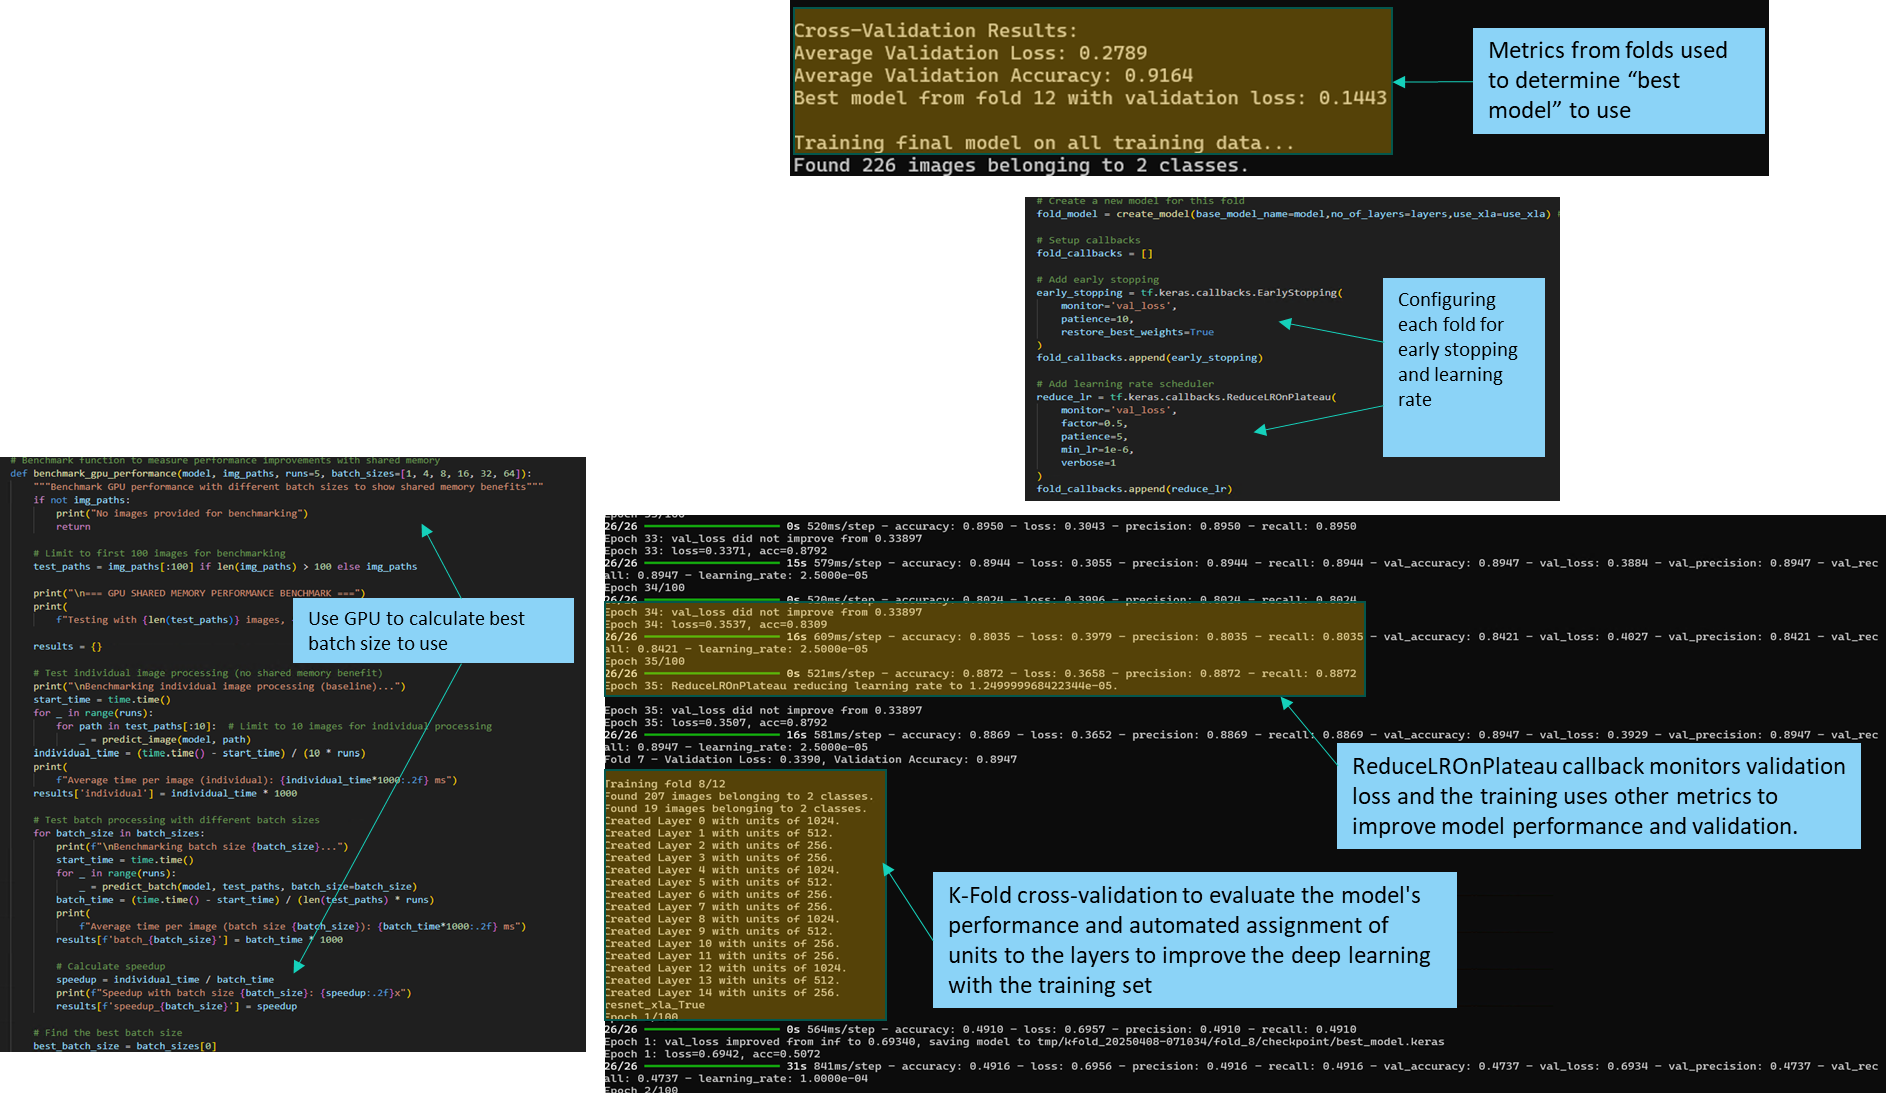 Cross-Validation Results:
Average Validation Loss: 0.2789
Average Validation Accuracy: 0.9164
Best model from fold 12 with validation loss: 0.1443
Training final model on all training data...
Found 226 images belonging to 2 classes.
Metrics from folds used
to determine “best
model” to use
# Create a new model for this fold
fold_model = create_model(base_model_name=model,no_of_layers=layers,use_xla=use_xla)
# Setup callbacks
fold_callbacks = []
# Add early stopping
early_stopping = tf.keras.callbacks.EarlyStopping(
monitor='val_loss',
patience=10,
restore_best_weights=True
)
fold_callbacks.append(early_stopping)
# Add learning rate scheduler
reduce_lr = tf.keras.callbacks.ReduceLROnPlateau(
monitor='val_loss',
factor=0.5,
patience=5,
min_lr=1e-6,
verbose=1
)
fold_callbacks.append(reduce_lr)
Configuring
each fold for
early stopping
and learning
rate
# Benchmark function to measure performance improvements with shared memory
def benchmark_gpu_performance(model, img_paths, runs=5, batch_sizes=[1, 4, 8, 16, 32, 64]):
"""Benchmark GPU performance with different batch sizes to show shared memory benefits"""
if not img_paths:
print("No images provided for benchmarking")
return
# Limit to first 100 images for benchmarking
test_paths = img_paths[:100] if len(img_paths) > 100 else img_paths
print("\n=== GPU SHARED MEMORY PERFORMANCE BENCHMARK ===")
print(
f"Testing with {len(test_paths)} images,
results = {}
# Test individual image processing (no shared memory benefit)
print("\nBenchmarking individual image processing (baseline)...")
start_time = time.time()
for _ in range(runs):
for path in test_paths[:10]:  # Limit to 10 images for individual processing
_ = predict_image(model, path)
individual_time = (time.time() - start_time) / (10 * runs)
print(
f"Average time per image (individual): {individual_time*1000:.2f} ms")
results['individual'] = individual_time * 1000
# Test batch processing with different batch sizes
for batch_size in batch_sizes:
print(f"\nBenchmarking batch size {batch_size}...")
start_time = time.time()
for _ in range(runs):
_ = predict_batch(model, test_paths, batch_size=batch_size)
batch_time = (time.time() - start_time) / (len(test_paths) * runs)
print(
f"Average time per image (batch size {batch_size}): {batch_time*1000:.2f} ms")
results[f'batch_{batch_size}'] = batch_time * 1000
# Calculate speedup
speedup = individual_time / batch_time
print(f"Speedup with batch size {batch_size}: {speedup:.2f}x")
results[f'speedup_{batch_size}'] = speedup
# Find the best batch size
best_batch_size = batch_sizes[0]
Use GPU to calculate best
batch size to use
Epoch 33/100
26/26 0s 520ms/step - accuracy: 0.8950 - loss: 0.3043 - precision: 0.8950 - recall: 0.8950
Epoch 33: val_loss did not improve from 0.33897
Epoch 33: loss=0.3371, acc=0.8792
26/26 15s 579ms/step - accuracy: 0.8944 - loss: 0.3055 - precision: 0.8944 - recall: 0.8944 - val_accuracy: 0.8947 - val_loss: 0.3884 - val_precision: 0.8947 - val_rec
all: 0.8947 - learning_rate: 2.5000e-05
Epoch 34/100
26/26 0s 520ms/step - accuracy: 0.8024 - loss: 0.3996 - precision: 0.8024 - recall: 0.8024
Epoch 34: val_loss did not improve from 0.33897
Epoch 34: loss=0.3537, acc=0.8309
26/26 16s 609ms/step - accuracy: 0.8035 - loss: 0.3979 - precision: 0.8035 - recall: 0.8035 - val_accuracy: 0.8421 - val_loss: 0.4027 - val_precision: 0.8421 - val_rec
all: 0.8421 - learning_rate: 2.5000e-05
Epoch 35/100
26/26 0s 521ms/step - accuracy: 0.8872 - loss: 0.3658 - precision: 0.8872 - recall: 0.8872
Epoch 35: ReduceLROnPlateau reducing learning rate to 1.249999968422344e-05.
Epoch 35: val_loss did not improve from 0.33897
Epoch 35: loss=0.3507, acc=0.8792
26/26 16s 581ms/step - accuracy: 0.8869 - loss: 0.3652 - precision: 0.8869 - recall: 0.8869 - val_accuracy: 0.8947 - val_loss: 0.3929 - val_precision: 0.8947 - val_rec
all: 0.8947 - learning_rate: 2.5000e-05
Fold 7 - Validation Loss: 0.3390, Validation Accuracy: 0.8947
Training fold 8/12
Found 207 images belonging to 2 classes.
Found 19 images belonging to 2 classes.
Created Layer 0 with units of 1024.
Created Layer 1 with units of 512.
Created Layer 2 with units of 256.
Created Layer 3 with units of 256.
Created Layer 4 with units of 1024.
Created Layer 5 with units of 512.
Created Layer 6 with units of 256.
Created Layer 7 with units of 256.
Created Layer 8 with units of 1024.
Created Layer 9 with units of 512.
Created Layer 10 with units of 256.
Created Layer 11 with units of 256.
Created Layer 12 with units of 1024.
Created Layer 13 with units of 512.
Created Layer 14 with units of 256.
resnet_xla_True
Epoch 1/100
26/26 0s 564ms/step - accuracy: 0.4910 - loss: 0.6957 - precision: 0.4910 - recall: 0.4910
Epoch 1: val_loss improved from inf to 0.69340, saving model to tmp/kfold_20250408-071034/fold_8/checkpoint/best_model.keras
Epoch 1: loss=0.6942, acc=0.5072
26/26 31s 841ms/step - accuracy: 0.4916 - loss: 0.6956 - precision: 0.4916 - recall: 0.4916 - val_accuracy: 0.4737 - val_loss: 0.6934 - val_precision: 0.4737 - val_rec
all: 0.4737 - learning_rate: 1.0000e-04
Epoch 2/100
ReduceLROnPlateau callback monitors validation
loss and the training uses other metrics to
improve model performance and validation.
K-Fold cross-validation to evaluate the model's
performance and automated assignment of
units to the layers to improve the deep learning
with the training set